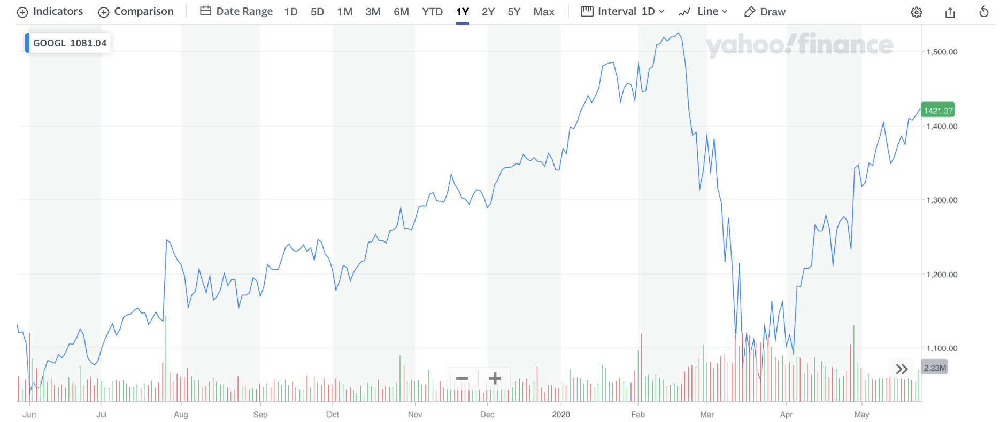 Indicators Comparison Date Range 1D 5D 1M 3M 6M YTD 1Y 2Y 5Y Max Interval 1D Line Draw
GOOGL 1081.04
yahoo!finance
1,500.00
1421.37
1,400.00
1,300.00
1,200.00
1,100.00
2.23M
Jun Jul Aug Sep Oct Nov Dec 2020 Feb Mar Apr May